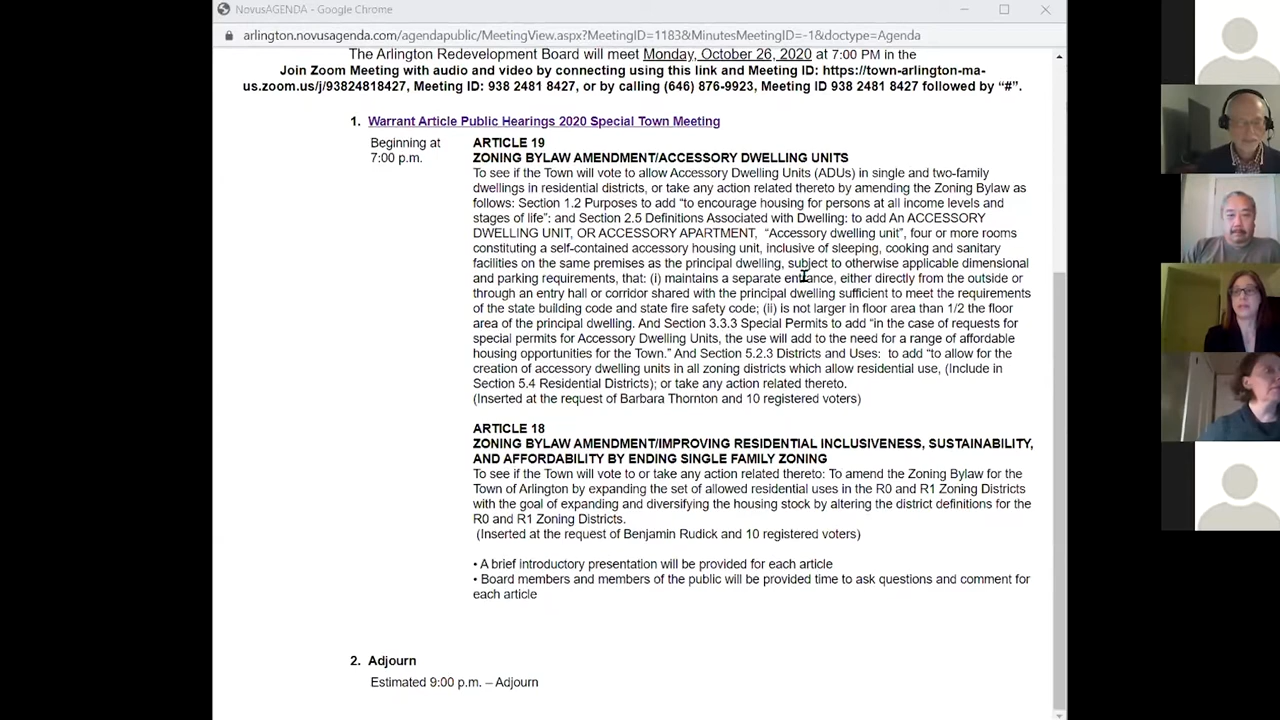 NovusAGENDA - Google Chrome
arlington.novusagenda.com/agendapublic/MeetingView.aspx?MeetingID=1183&MinutesMeetingID=-1&doctype=Agenda
The Arlington Redevelopment Board will meet Monday, October 26, 2020 at 7:00 PM in the
Join Zoom Meeting with audio and video by connecting using this link and Meeting ID: https://town-arlington-ma-
us.zoom.us/j/93824818427, Meeting ID: 938 2481 8427, or by calling (646) 876-9923, Meeting ID 938 2481 8427 followed by “#”.
1. Warrant Article Public Hearings 2020 Special Town Meeting
Beginning at
7:00 p.m.
ARTICLE 19
ZONING BYLAW AMENDMENT/ACCESSORY DWELLING UNITS
To see if the Town will vote to allow Accessory Dwelling Units (ADUs) in single and two-family
dwellings in residential districts, or take any action related thereto by amending the Zoning Bylaw as
follows: Section 1.2 Purposes to add “to encourage housing for persons at all income levels and
stages of life”: and Section 2.5 Definitions Associated with Dwelling: to add An ACCESSORY
DWELLING UNIT, OR ACCESSORY APARTMENT, “Accessory dwelling unit”, four or more rooms
constituting a self-contained accessory housing unit, inclusive of sleeping, cooking and sanitary
facilities on the same premises as the principal dwelling, subject to otherwise applicable dimensional
and parking requirements, that: (i) maintains a separate entrance, either directly from the outside or
through an entry hall or corridor shared with the principal dwelling sufficient to meet the requirements
of the state building code and state fire safety code; (ii) is not larger in floor area than 1/2 the floor
area of the principal dwelling. And Section 3.3.3 Special Permits to add “in the case of requests for
special permits for Accessory Dwelling Units, the use will add to the need for a range of affordable
housing opportunities for the Town.” And Section 5.2.3 Districts and Uses: to add “to allow for the
creation of accessory dwelling units in all zoning districts which allow residential use, (Include in
Section 5.4 Residential Districts); or take any action related thereto.
(Inserted at the request of Barbara Thornton and 10 registered voters)
ARTICLE 18
ZONING BYLAW AMENDMENT/IMPROVING RESIDENTIAL INCLUSIVENESS, SUSTAINABILITY,
AND AFFORDABILITY BY ENDING SINGLE FAMILY ZONING
To see if the Town will vote to or take any action related thereto: To amend the Zoning Bylaw for the
Town of Arlington by expanding the set of allowed residential uses in the R0 and R1 Zoning Districts
with the goal of expanding and diversifying the housing stock by altering the district definitions for the
R0 and R1 Zoning Districts.
(Inserted at the request of Benjamin Rudick and 10 registered voters)
• A brief introductory presentation will be provided for each article
• Board members and members of the public will be provided time to ask questions and comment for
each article
2. Adjourn
Estimated 9:00 p.m. – Adjourn